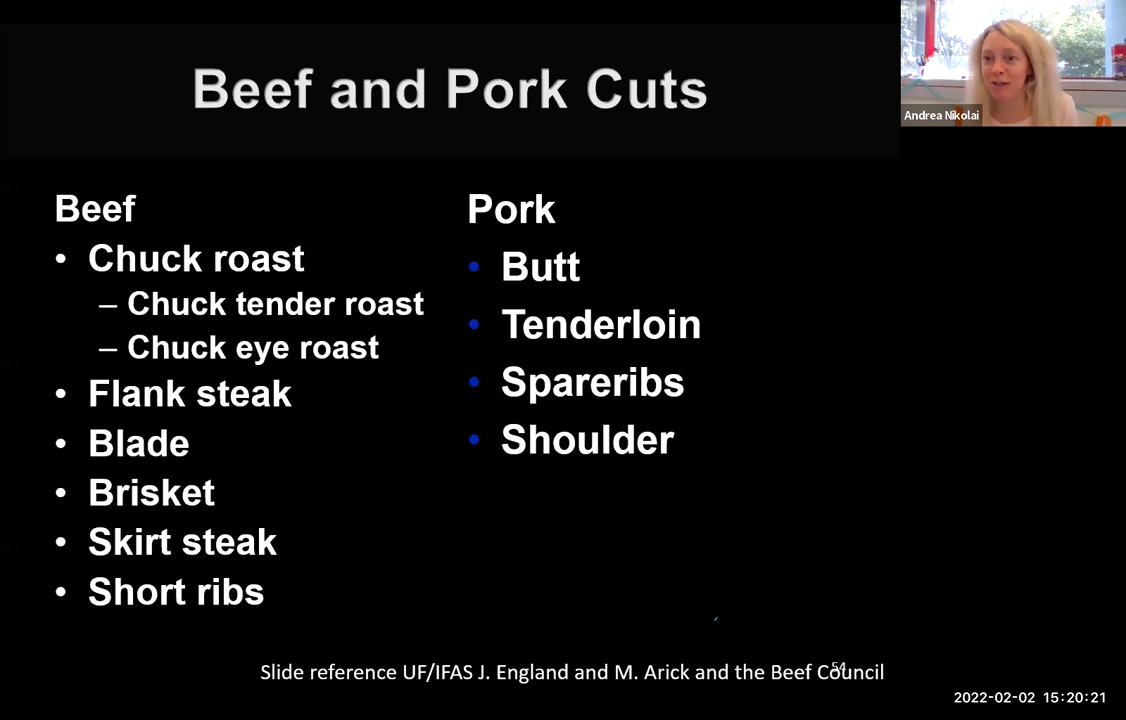 Beef and Pork Cuts
Andrea Nikolai
Beef
• Chuck roast
– Chuck tender roast
– Chuck eye roast
• Flank steak
• Blade
• Brisket
• Skirt steak
• Short ribs
Pork
• Butt
• Tenderloin
• Spareribs
• Shoulder
Slide reference UF/IFAS J. England and M. Arick and the Beef Council
54
2022-02-02 15:20:21